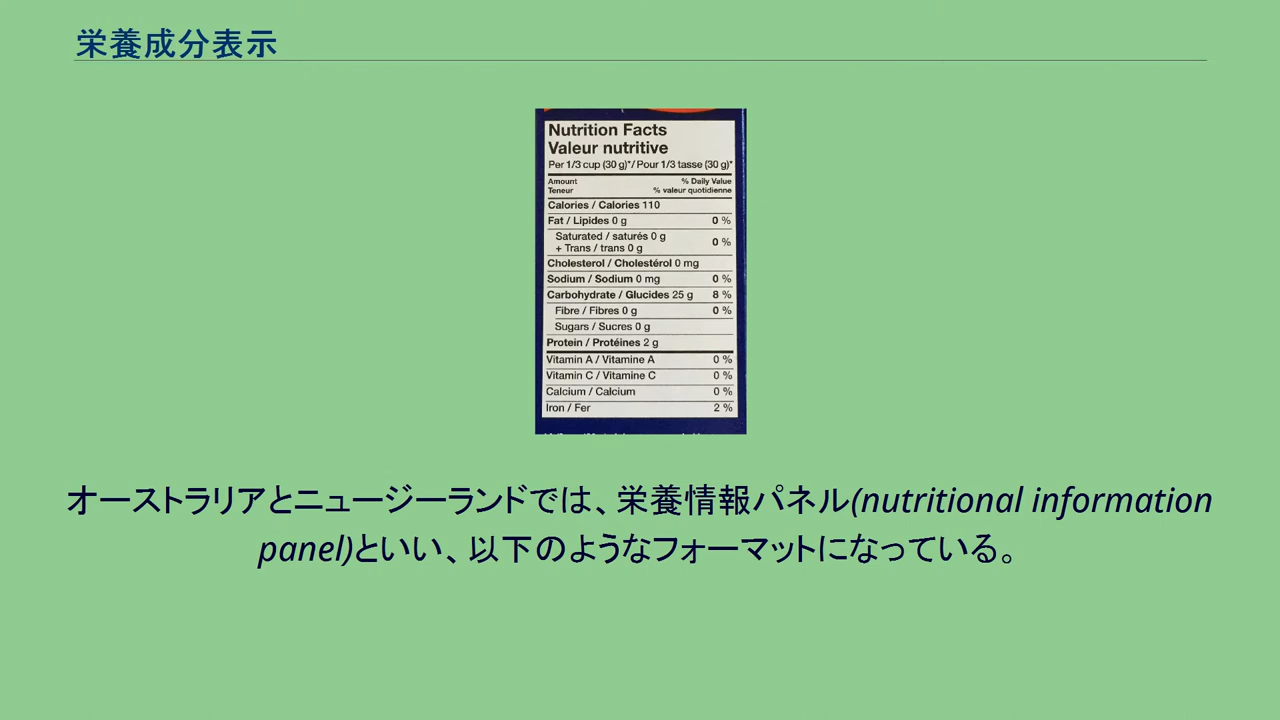 栄養成分表示
Nutrition Facts
Valeur nutritive
Per 1/3 cup (30 g)*/ Pour 1/3 tasse (30 g)*
Amount % Daily Value
Teneur % valeur quotidienne
Calories / Calories 110
Fat / Lipides 0 g 0 %
Saturated / saturés 0 g
+ Trans / trans 0 g 0 %
Cholesterol / Cholestérol 0 mg
Sodium / Sodium 0 mg 0 %
Carbohydrate / Glucides 25 g 8 %
Fibre / Fibres 0 g 0 %
Sugars / Sucres 0 g
Protein / Protéines 2 g
Vitamin A / Vitamine A 0 %
Vitamin C / Vitamine C 0 %
Calcium / Calcium 0 %
Iron / Fer 2 %
オーストラリアとニュージーランドでは、栄養情報パネル(nutritional information
panel)といい、以下のようなフォーマットになっている。